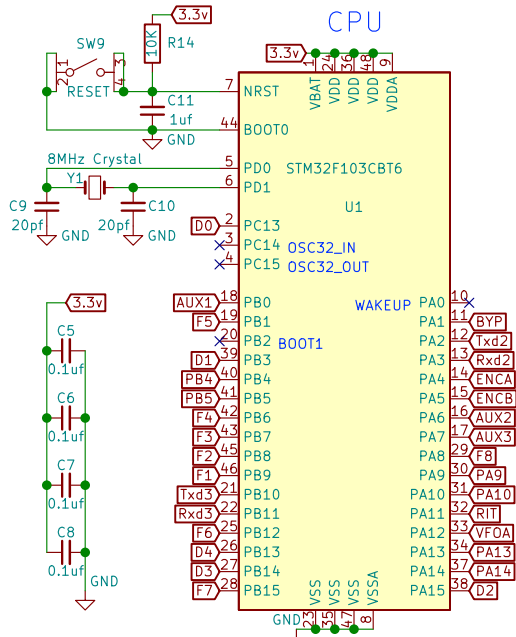 CPU
3.3v
SW9
10K
R14
3.3v
1
24
36
48
9
VBAT
VDD
VDD
VDD
VDDA
2
1
4
3
RESET
7
NRST
C11
1uf
44
BOOT0
GND
8MHz Crystal
5
PD0
STM32F103CBT6
Y1
6
PD1
C9
C10
U1
20pf
20pf
D0
2
PC13
GND
GND
3
PC14
OSC32_IN
4
PC15
OSC32_OUT
3.3v
AUX1
18
PB0
WAKEUP
PA0
10
F5
19
PB1
PA1
11
BYP
20
PB2
BOOT1
PA2
12
Txd2
C5
0.1uf
D1
39
PB3
PA3
13
Rxd2
PB4
40
PB4
PA4
14
ENCA
C6
0.1uf
PB5
41
PB5
PA5
15
ENCB
F4
42
PB6
PA6
16
AUX2
F3
43
PB7
PA7
17
AUX3
C7
0.1uf
F2
45
PB8
PA8
29
F8
F1
46
PB9
PA9
30
PA9
Txd3
21
PB10
PA10
31
PA10
Rxd3
22
PB11
PA11
32
RIT
C8
0.1uf
F6
25
PB12
PA12
33
VFOA
D4
26
PB13
PA13
34
PA13
D3
27
PB14
PA14
37
PA14
GND
F7
28
PB15
PA15
38
D2
VSS
VSS
VSS
VSSA
GND
23
35
47
8